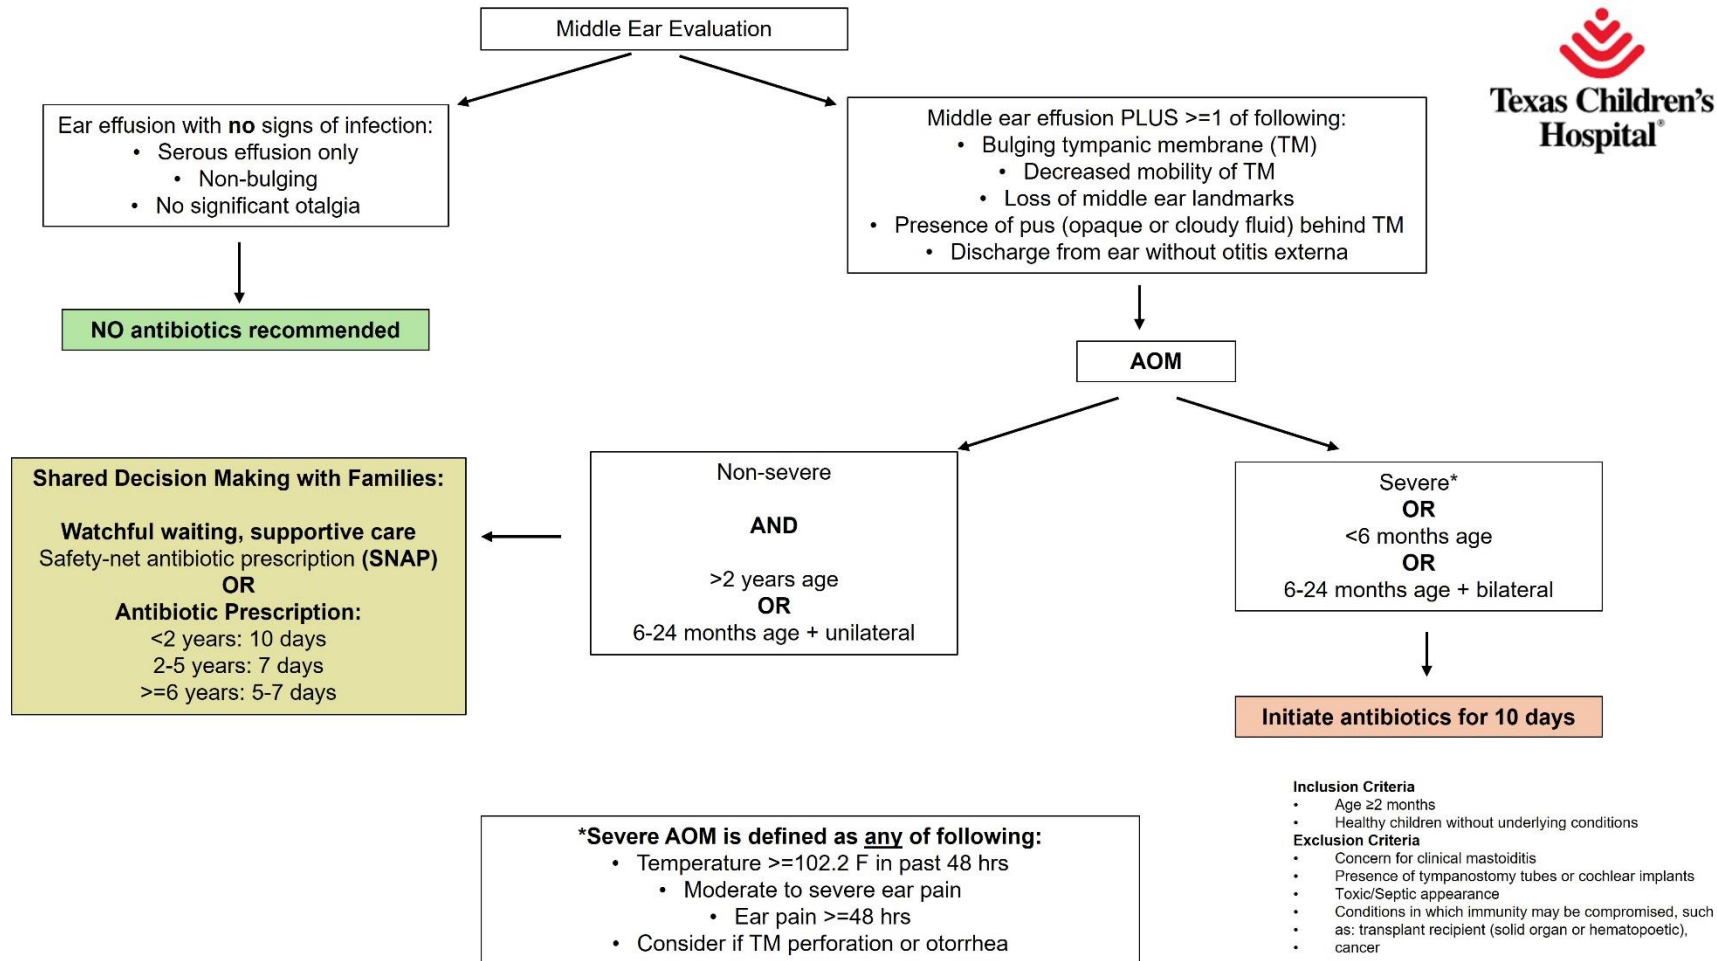 Middle Ear Evaluation
Texas Children's
Hospital®
Ear effusion with no signs of infection:
• Serous effusion only
• Non-bulging
• No significant otalgia
Middle ear effusion PLUS >=1 of following:
• Bulging tympanic membrane (TM)
• Decreased mobility of TM
• Loss of middle ear landmarks
• Presence of pus (opaque or cloudy fluid) behind TM
• Discharge from ear without otitis externa
NO antibiotics recommended
AOM
Shared Decision Making with Families:
Watchful waiting, supportive care
Safety-net antibiotic prescription (SNAP)
OR
Antibiotic Prescription:
<2 years: 10 days
2-5 years: 7 days
>=6 years: 5-7 days
Non-severe
AND
>2 years age
OR
6-24 months age + unilateral
Severe*
OR
<6 months age
OR
6-24 months age + bilateral
Initiate antibiotics for 10 days
*Severe AOM is defined as any of following:
• Temperature >=102.2 F in past 48 hrs
• Moderate to severe ear pain
• Ear pain >=48 hrs
• Consider if TM perforation or otorrhea
Inclusion Criteria
• Age ≥2 months
• Healthy children without underlying conditions
Exclusion Criteria
• Concern for clinical mastoiditis
• Presence of tympanostomy tubes or cochlear implants
• Toxic/Septic appearance
• Conditions in which immunity may be compromised, such
• as: transplant recipient (solid organ or hematopoetic),
• cancer